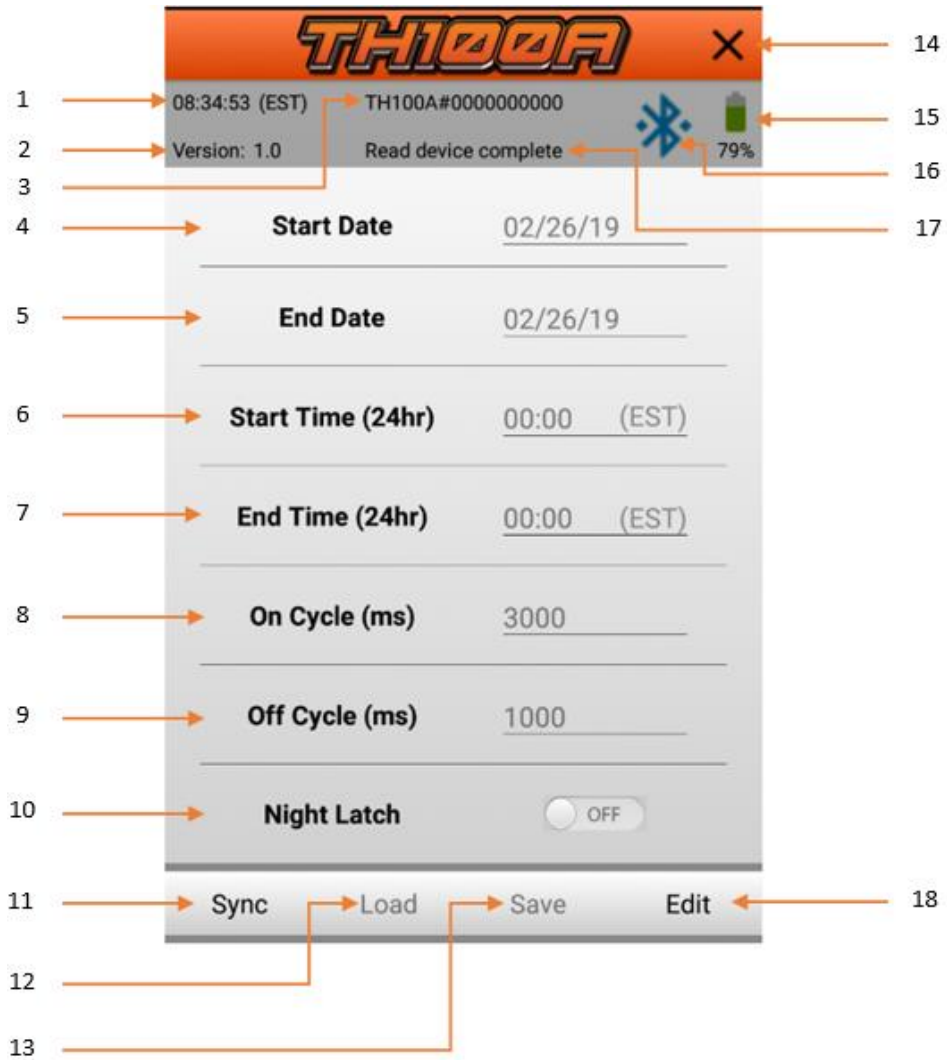 TH100A
14
1 08:34:53 (EST) TH100A#0000000000
15
2 Version: 1.0 Read device complete 79%
16
3
4 Start Date 02/26/19 17
5 End Date 02/26/19
6 Start Time (24hr) 00:00 (EST)
7 End Time (24hr) 00:00 (EST)
8 On Cycle (ms) 3000
9 Off Cycle (ms) 1000
10 Night Latch OFF
11 Sync Load Save Edit 18
12
13